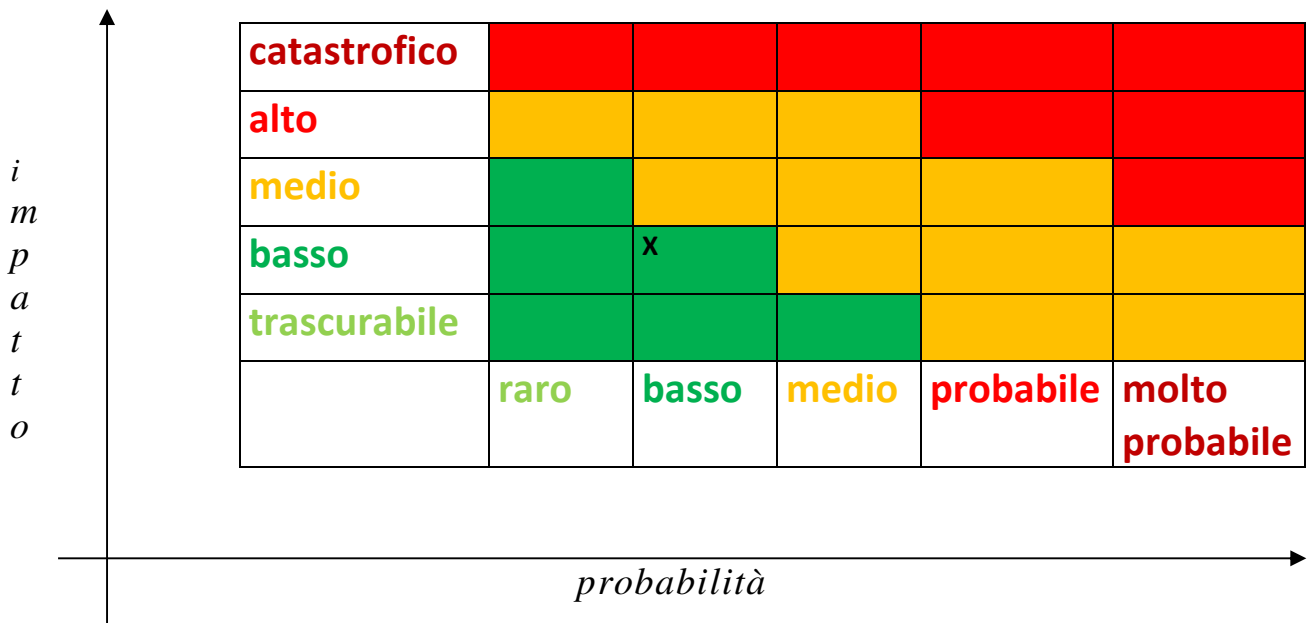 catastrofico
alto
medio
basso X
trascurabile
raro basso medio probabile molto
probabile
i
m
p
a
t
t
o
probabilità